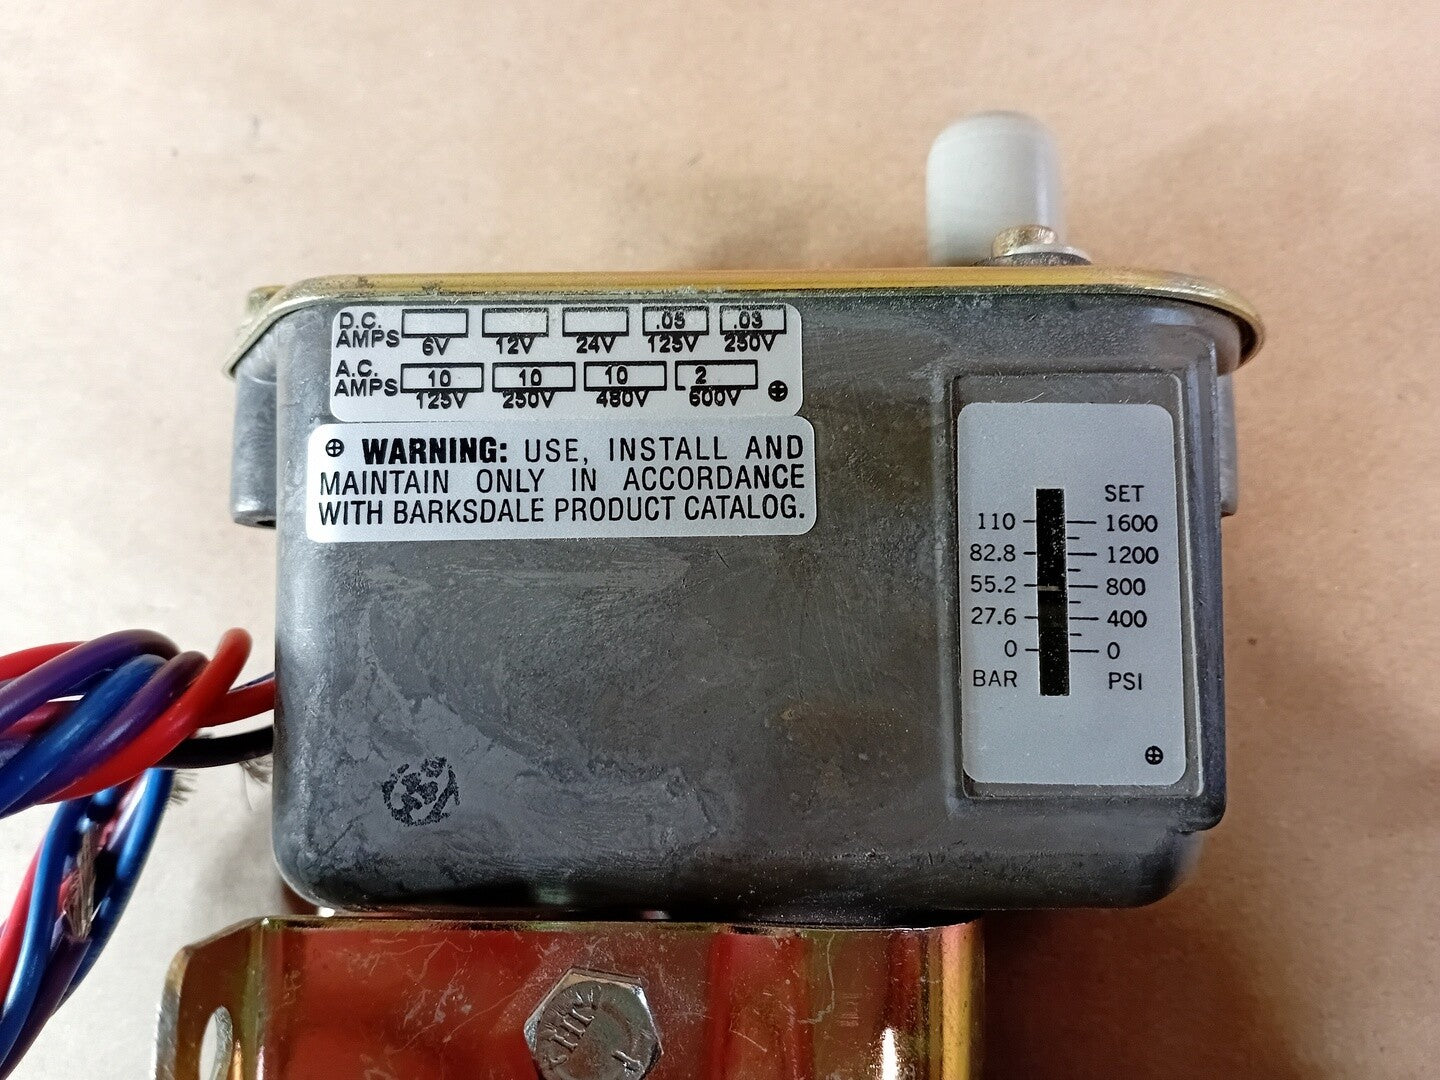 D.C. AMPS .05 .03
6V 12V 24V 125V 250V
A.C. AMPS 10 10 10 2
125V 250V 480V 600V
WARNING: USE, INSTALL AND
MAINTAIN ONLY IN ACCORDANCE
WITH BARKSDALE PRODUCT CATALOG.
SET
110 1600
82.8 1200
55.2 800
27.6 400
0 0
BAR PSI